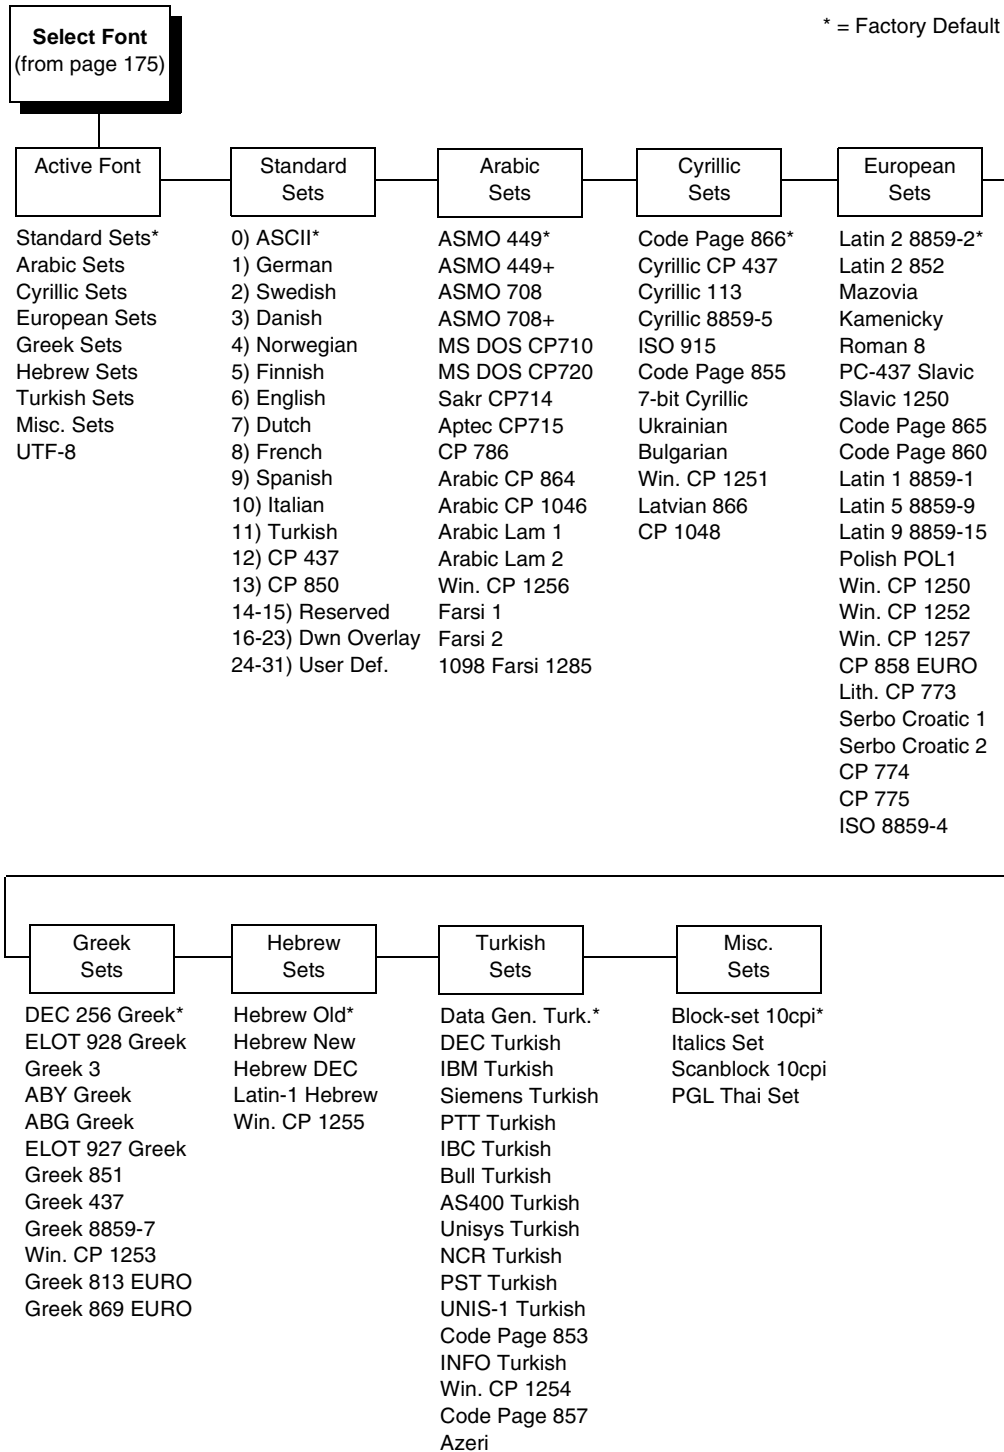 Select Font
(from page 175)
* = Factory Default
Active Font
Standard Sets*
Arabic Sets
Cyrillic Sets
European Sets
Greek Sets
Hebrew Sets
Turkish Sets
Misc. Sets
UTF-8
Standard
Sets
0) ASCII*
1) German
2) Swedish
3) Danish
4) Norwegian
5) Finnish
6) English
7) Dutch
8) French
9) Spanish
10) Italian
11) Turkish
12) CP 437
13) CP 850
14-15) Reserved
16-23) Dwn Overlay
24-31) User Def.
Arabic
Sets
ASMO 449*
ASMO 449+
ASMO 708
ASMO 708+
MS DOS CP710
MS DOS CP720
Sakr CP714
Aptec CP715
CP 786
Arabic CP 864
Arabic CP 1046
Arabic Lam 1
Arabic Lam 2
Win. CP 1256
Farsi 1
Farsi 2
1098 Farsi 1285
Cyrillic
Sets
Code Page 866*
Cyrillic CP 437
Cyrillic 113
Cyrillic 8859-5
ISO 915
Code Page 855
7-bit Cyrillic
Ukrainian
Bulgarian
Win. CP 1251
Latvian 866
CP 1048
European
Sets
Latin 2 8859-2*
Latin 2 852
Mazovia
Kamenicky
Roman 8
PC-437 Slavic
Slavic 1250
Code Page 865
Code Page 860
Latin 1 8859-1
Latin 5 8859-9
Latin 9 8859-15
Polish POL1
Win. CP 1250
Win. CP 1252
Win. CP 1257
CP 858 EURO
Lith. CP 773
Serbo Croatic 1
Serbo Croatic 2
CP 774
CP 775
ISO 8859-4
Greek
Sets
DEC 256 Greek*
ELOT 928 Greek
Greek 3
ABY Greek
ABG Greek
ELOT 927 Greek
Greek 851
Greek 437
Greek 8859-7
Win. CP 1253
Greek 813 EURO
Greek 869 EURO
Hebrew
Sets
Hebrew Old*
Hebrew New
Hebrew DEC
Latin-1 Hebrew
Win. CP 1255
Turkish
Sets
Data Gen. Turk.*
DEC Turkish
IBM Turkish
Siemens Turkish
PTT Turkish
IBC Turkish
Bull Turkish
AS400 Turkish
Unisys Turkish
NCR Turkish
PST Turkish
UNIS-1 Turkish
Code Page 853
INFO Turkish
Win. CP 1254
Code Page 857
Azeri
Misc.
Sets
Block-set 10cpi*
Italics Set
Scanblock 10cpi
PGL Thai Set